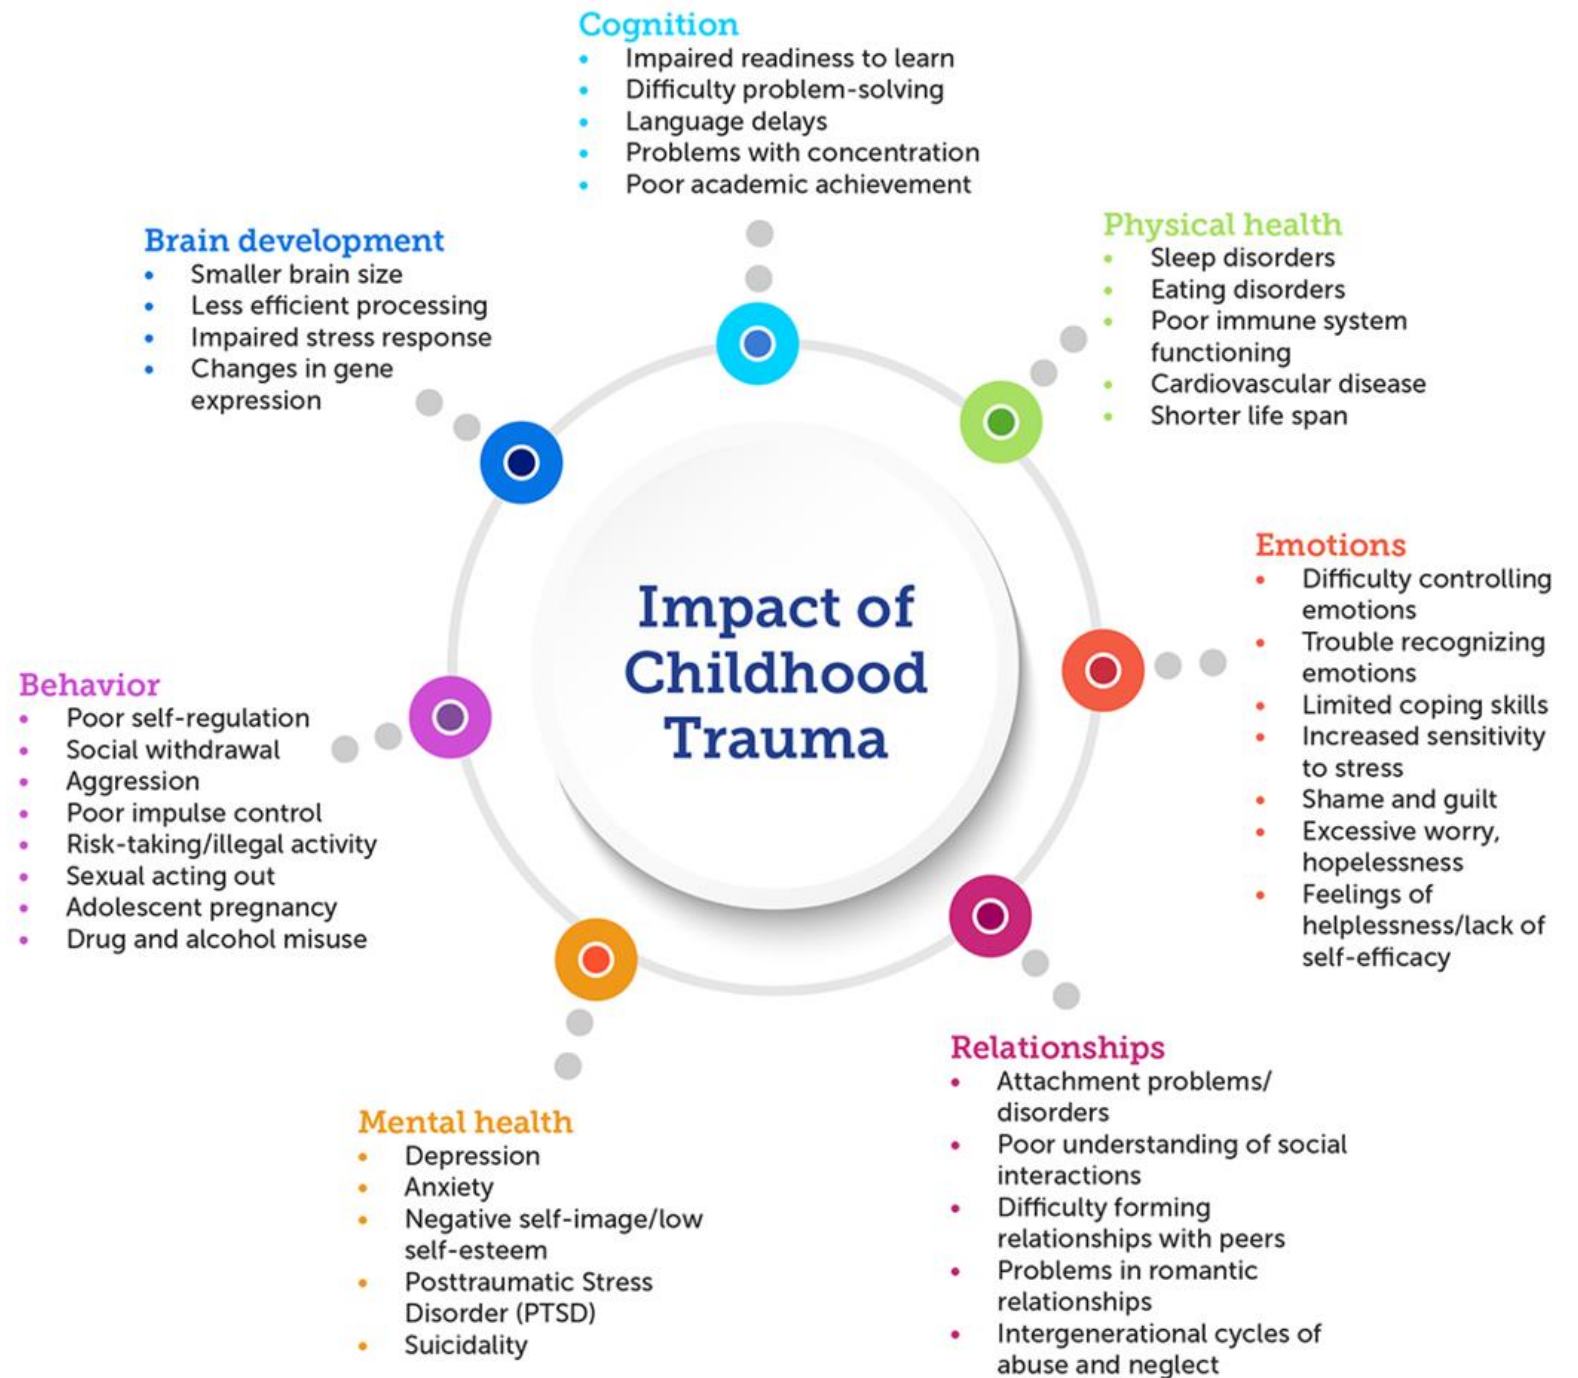 Cognition
• Impaired readiness to learn
• Difficulty problem-solving
• Language delays
• Problems with concentration
• Poor academic achievement
Physical health
• Sleep disorders
• Eating disorders
• Poor immune system
functioning
• Cardiovascular disease
• Shorter life span
Emotions
• Difficulty controlling
emotions
• Trouble recognizing
emotions
• Limited coping skills
• Increased sensitivity
to stress
• Shame and guilt
• Excessive worry,
hopelessness
• Feelings of
helplessness/lack of
self-efficacy
Relationships
• Attachment problems/
disorders
• Poor understanding of social
interactions
• Difficulty forming
relationships with peers
• Problems in romantic
relationships
• Intergenerational cycles of
abuse and neglect
Mental health
• Depression
• Anxiety
• Negative self-image/low
self-esteem
• Posttraumatic Stress
Disorder (PTSD)
• Suicidality
Behavior
• Poor self-regulation
• Social withdrawal
• Aggression
• Poor impulse control
• Risk-taking/illegal activity
• Sexual acting out
• Adolescent pregnancy
• Drug and alcohol misuse
Brain development
• Smaller brain size
• Less efficient processing
• Impaired stress response
• Changes in gene
expression
Impact of
Childhood
Trauma